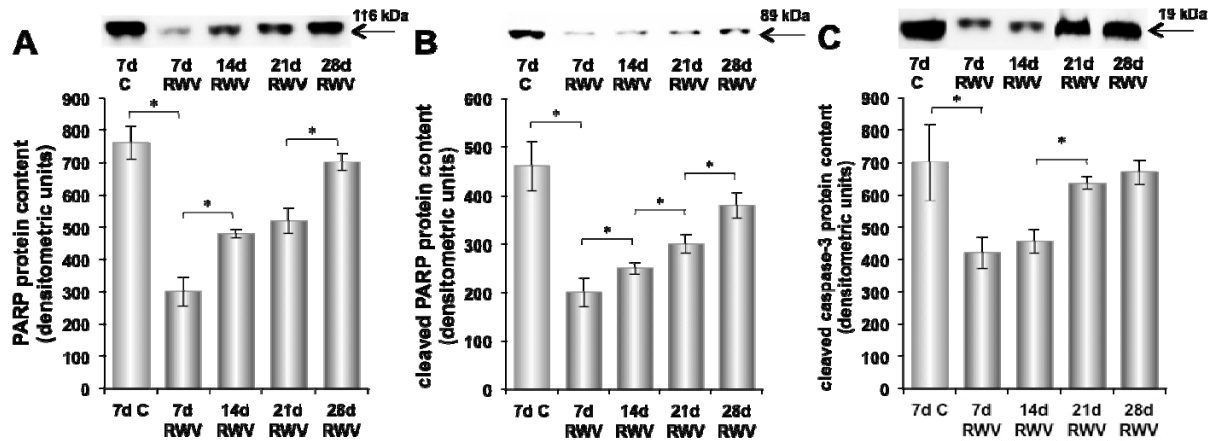 A
116 kDa
7d 7d 14d 21d 28d
C RWV RWV RWV RWV
PARP protein content
(densitometric units)
900
800
700
600
500
400
300
200
100
0
*
*
*
7d C 7d 14d 21d 28d
RWV RWV RWV RWV
B
89 kDa
7d 7d 14d 21d 28d
C RWV RWV RWV RWV
cleaved PARP protein content
(densitometric units)
600
500
400
300
200
100
0
*
*
*
*
7d C 7d 14d 21d 28d
RWV RWV RWV RWV
C
19 kDa
7d 7d 14d 21d 28d
C RWV RWV RWV RWV
cleaved caspase-3 protein content
(densitometric units)
900
800
700
600
500
400
300
200
100
0
*
*
7d C 7d 14d 21d 28d
RWV RWV RWV RWV